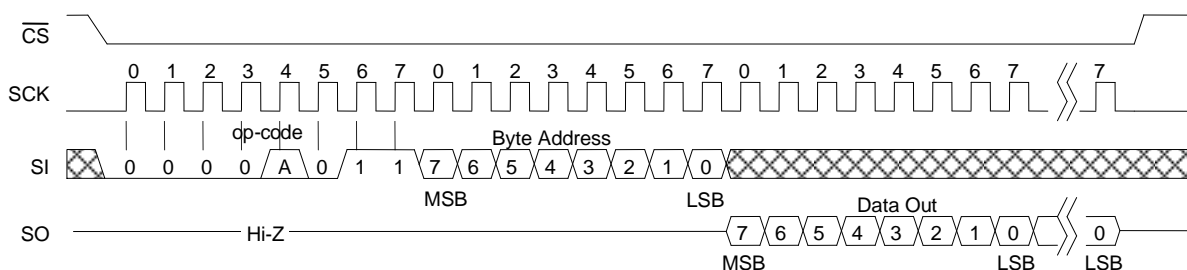 CS
0 1 2 3 4 5 6 7 0 1 2 3 4 5 6 7 0 1 2 3 4 5 6 7 7
SCK
op-code Byte Address
SI 0 0 0 0 A 0 1 1 7 6 5 4 3 2 1 0
MSB LSB Data Out
SO Hi-Z 7 6 5 4 3 2 1 0 0
MSB LSB LSB